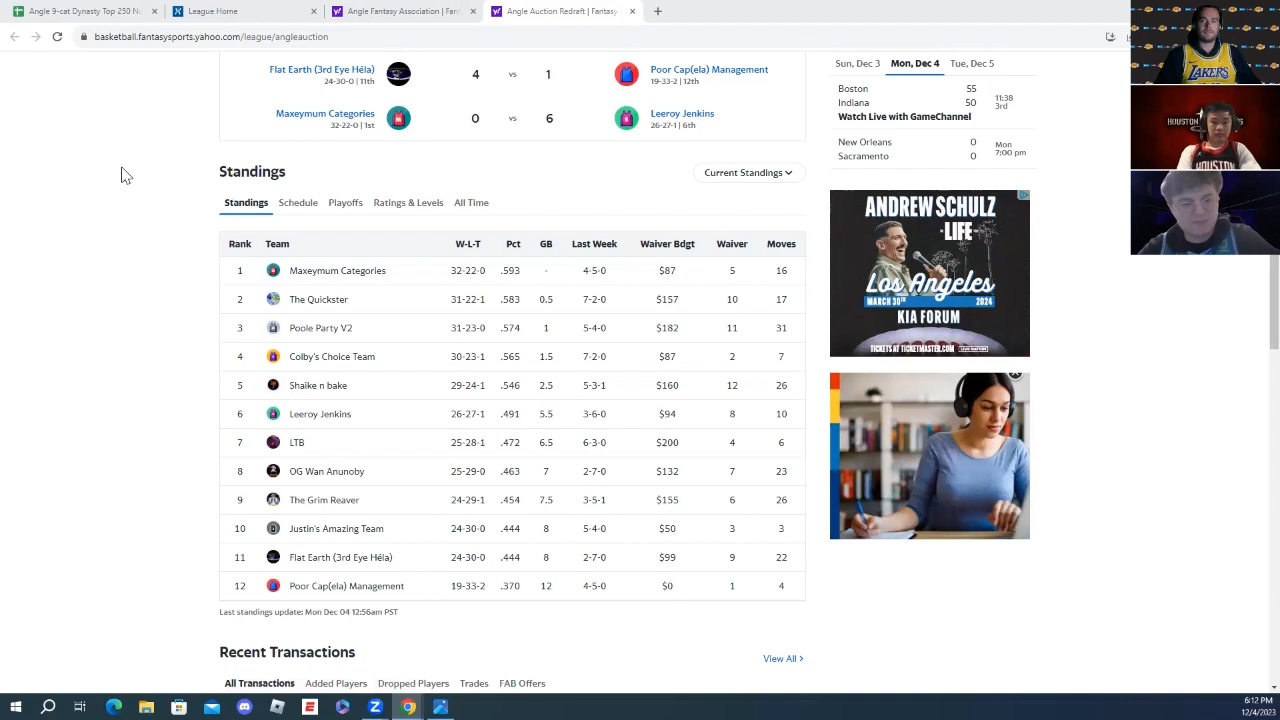 Angle 9-cat Dynasty Top 250 N
League Home
Angle Fantasy Association | Fan
Angle Auction Redraft | Fantasy
basketball.fantasysports.yahoo.com/league/angleauction
Flat Earth (3rd Eye Héla)
24-30-0 | 11th
4 vs 1
Poor Cap(ela) Management
19-33-2 | 12th
Maxeymum Categories
32-22-0 | 1st
0 vs 6
Leeroy Jenkins
26-27-1 | 6th
Sun, Dec 3 Mon, Dec 4 Tue, Dec 5
Boston 55
Indiana 50
11:38
3rd
Watch Live with GameChannel
New Orleans 0
Sacramento 0
Mon
7:00 pm
Standings
Current Standings
Standings Schedule Playoffs Ratings & Levels All Time
Rank Team W-L-T Pct GB Last Week Waiver Bdgt Waiver Moves
1 Maxeymum Categories 32-22-0 .593 - 4-5-0 $87 5 16
2 The Quickster 31-22-1 .583 0.5 7-2-0 $157 10 17
3 Poole Party V2 31-23-0 .574 1 5-4-0 $182 11 31
4 Colby's Choice Team 30-23-1 .565 1.5 7-2-0 $87 2 7
5 Shae n bake 29-24-1 .546 2.5 5-3-1 $160 12 26
6 Leeroy Jenkins 26-27-1 .491 5.5 3-6-0 $94 8 10
7 LTB 25-28-1 .472 6.5 6-3-0 $200 4 6
8 OG Wan Anunoby 25-29-0 .463 7 2-7-0 $132 7 23
9 The Grim Reaver 24-29-1 .454 7.5 3-5-1 $155 6 26
10 Justin's Amazing Team 24-30-0 .444 8 5-4-0 $50 3 3
11 Flat Earth (3rd Eye Héla) 24-30-0 .444 8 2-7-0 $99 9 22
12 Poor Cap(ela) Management 19-33-2 .370 12 4-5-0 $0 1 4
Last standings update: Mon Dec 04 12:56am PST
Recent Transactions
View All
All Transactions Added Players Dropped Players Trades FAB Offers
ANDREW SCHULZ
THE
-LIFE-
TOUR
Los Angeles
MARCH 30TH 2024
KIA FORUM
TICKETS AT TICKETMASTER.COM LIVE NATION
LAKERS
HOUSTON
HOUSTON
6:12 PM
12/4/2023